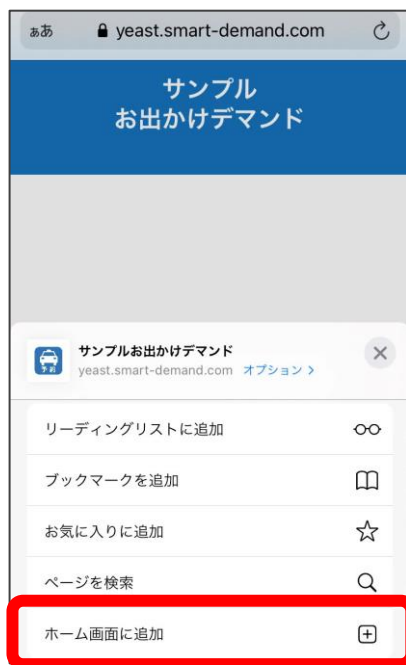 ぁあ yeast.smart-demand.com
サンプル
お出かけデマンド
予約
サンプルお出かけデマンド
yeast.smart-demand.com オプション >
リーディングリストに追加
ブックマークを追加
お気に入りに追加
ページを検索
ホーム画面に追加